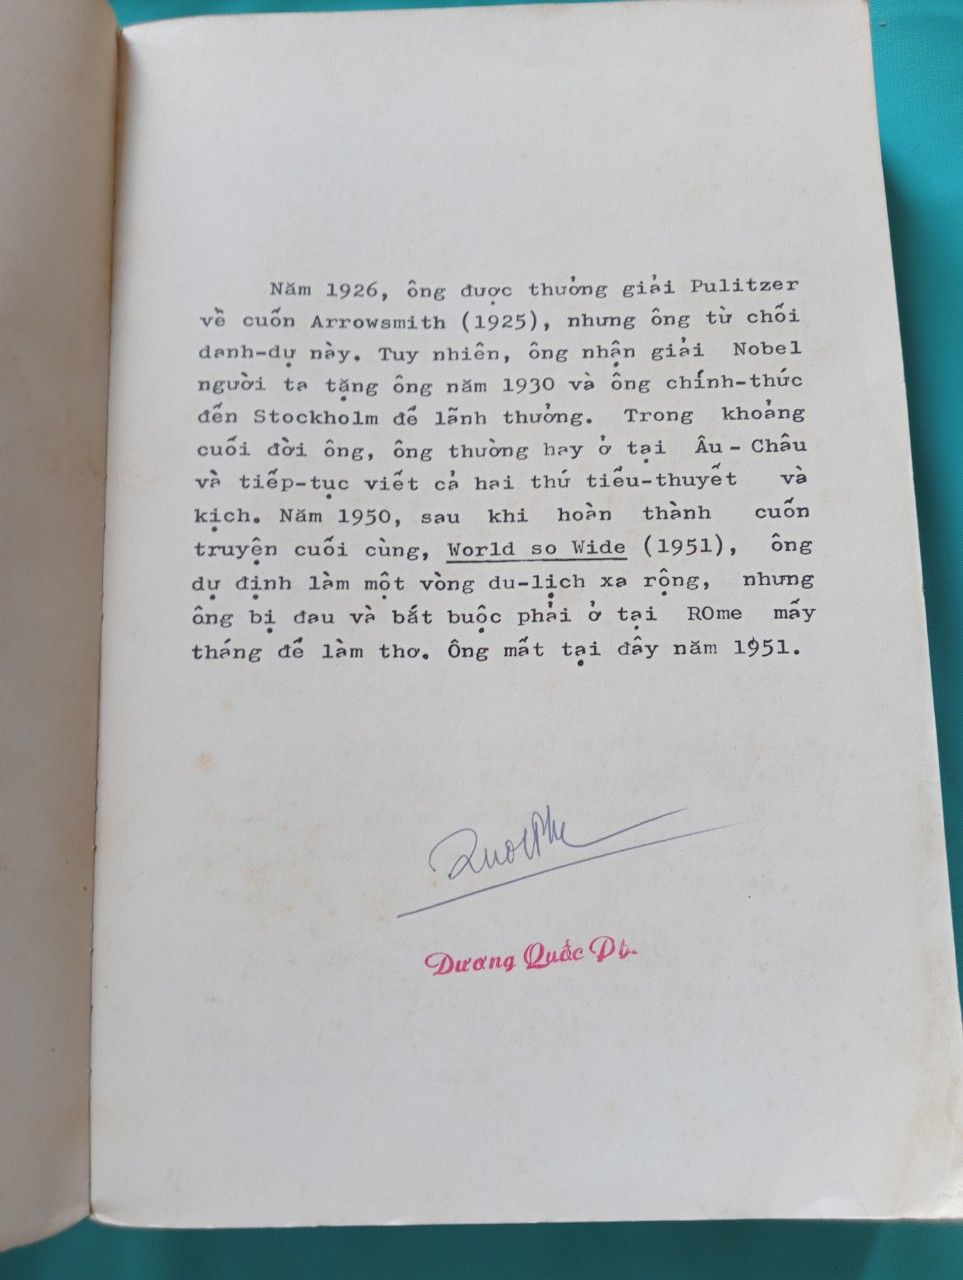 Năm 1926, ông được thưởng giải Pulitzer
về cuốn Arrowsmith (1925), nhưng ông từ chối
danh-dự này. Tuy nhiên, ông nhận giải Nobel
người ta tặng ông năm 1930 và ông chính-thức
đến Stockholm để lãnh thưởng. Trong khoảng
cuối đời ông, ông thường hay ở tại Âu-Châu
và tiếp-tục viết cả hai thứ tiểu-thuyết và
kịch. Năm 1950, sau khi hoàn thành cuốn
truyện cuối cùng, World so Wide (1951), ông
dự định làm một vòng du-lịch xa rộng, nhưng
ông bị đau và bắt buộc phải ở tại ROme mấy
tháng để làm thơ. Ông mất tại đây năm 1951.
Dương Quốc